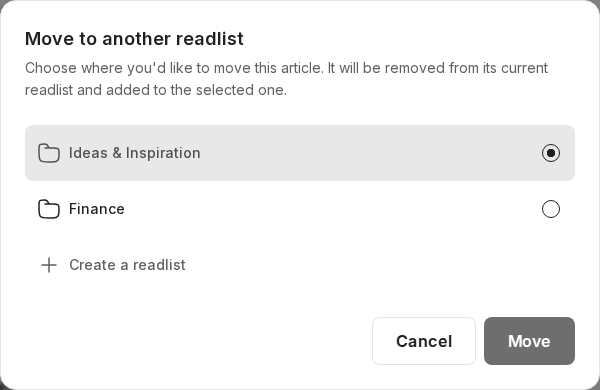 Move to another readlist
Choose where you'd like to move this article. It will be removed from its current
readlist and added to the selected one.
Ideas & Inspiration
Finance
Create a readlist
Cancel
Move